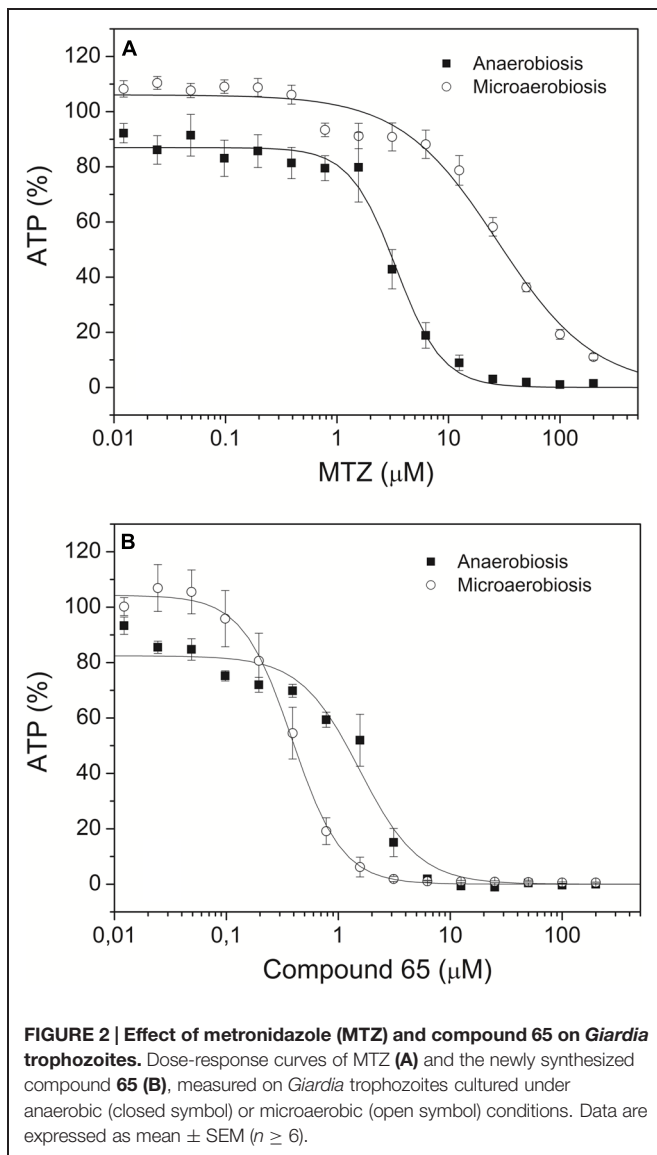 A
Anaerobiosis
Microaerobiosis
120
100
80
60
40
20
0
ATP (%)
0.01 0.1 1 10 100
MTZ (μM)
B
Anaerobiosis
Microaerobiosis
120
100
80
60
40
20
0
ATP (%)
0,01 0,1 1 10 100
Compound 65 (μM)
FIGURE 2 | Effect of metronidazole (MTZ) and compound 65 on Giardia
trophozoites. Dose-response curves of MTZ (A) and the newly synthesized
compound 65 (B), measured on Giardia trophozoites cultured under
anaerobic (closed symbol) or microaerobic (open symbol) conditions. Data are
expressed as mean ± SEM (n ≥ 6).